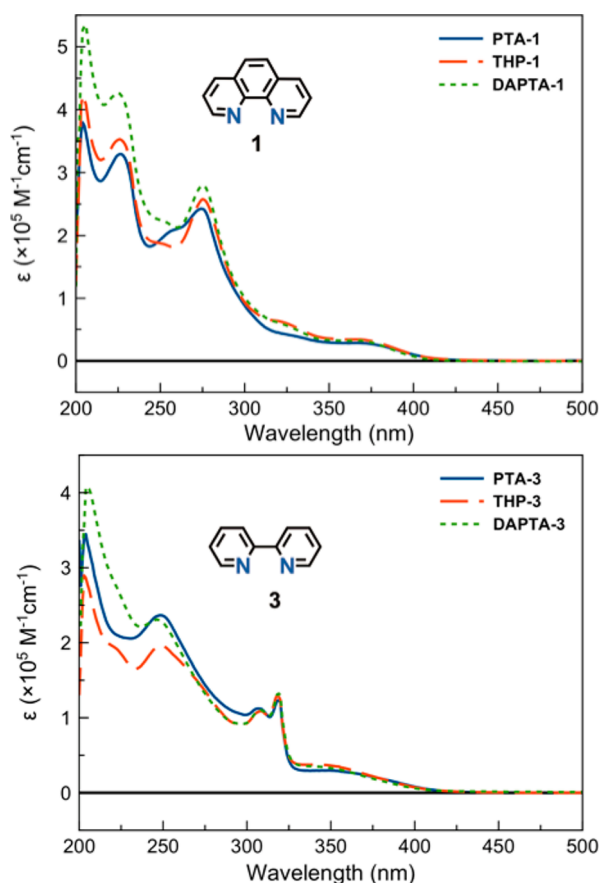 5
4
3
2
1
0
ε (×10⁵ M⁻¹cm⁻¹)
PTA-1
THP-1
DAPTA-1
N N
1
200 250 300 350 400 450 500
Wavelength (nm)
4
3
2
1
0
ε (×10⁵ M⁻¹cm⁻¹)
PTA-3
THP-3
DAPTA-3
N N
3
200 250 300 350 400 450 500
Wavelength (nm)